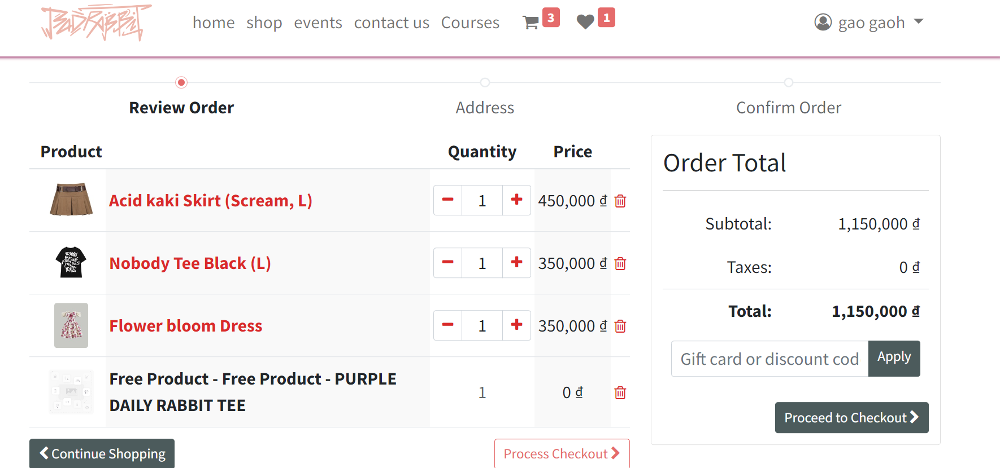 BADRABBIT
home shop events contact us Courses 3 1 gao gaoh
Review Order Address Confirm Order
Product Quantity Price
Acid kaki Skirt (Scream, L) 1 450,000 ₫
Nobody Tee Black (L) 1 350,000 ₫
Flower bloom Dress 1 350,000 ₫
Free Product - Free Product - PURPLE
DAILY RABBIT TEE 1 0 ₫
Continue Shopping Process Checkout
Order Total
Subtotal: 1,150,000 ₫
Taxes: 0 ₫
Total: 1,150,000 ₫
Gift card or discount cod Apply
Proceed to Checkout